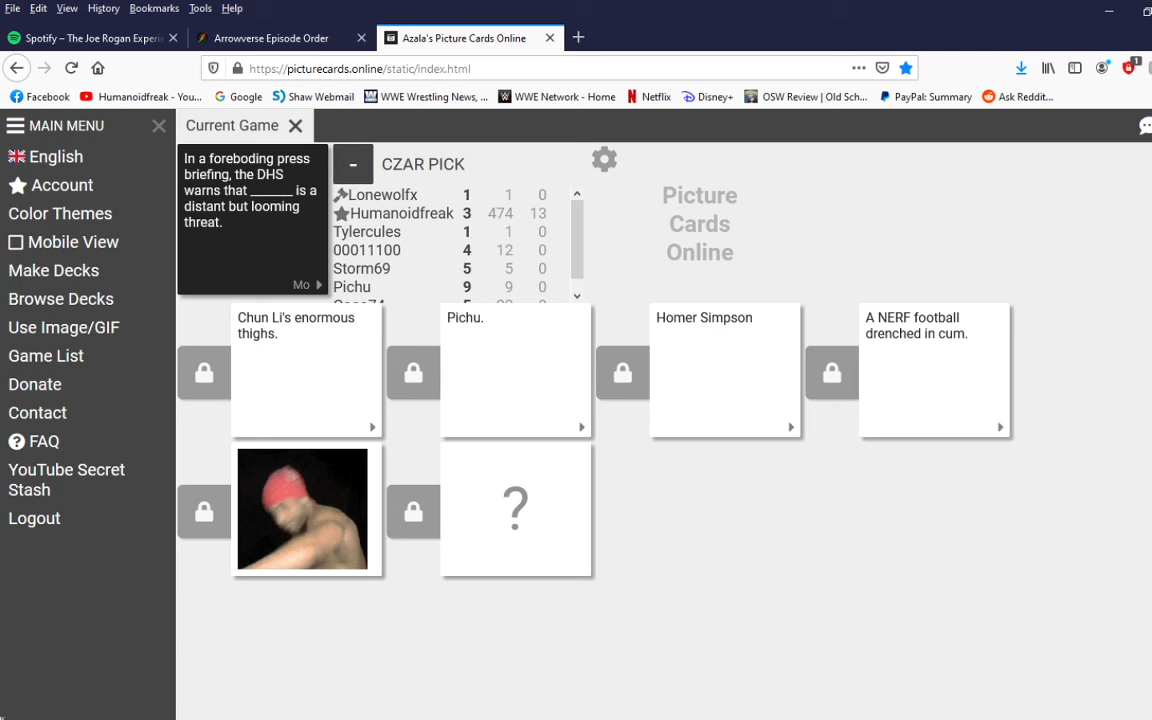 File Edit View History Bookmarks Tools Help
Spotify – The Joe Rogan Experi
Arrowverse Episode Order
Azala's Picture Cards Online
https://picturecards.online/static/index.html
1
Facebook
Humanoidfreak - You...
Google
Shaw Webmail
WWE Wrestling News, ...
WWE Network - Home
Netflix
Disney+
OSW Review | Old Sch...
PayPal: Summary
Ask Reddit...
MAIN MENU
English
Account
Color Themes
Mobile View
Make Decks
Browse Decks
Use Image/GIF
Game List
Donate
Contact
FAQ
YouTube Secret
Stash
Logout
Current Game
In a foreboding press
briefing, the DHS
warns that ______ is a
distant but looming
threat.
Mo
-
CZAR PICK
Lonewolfx 1 1 0
Humanoidfreak 3 474 13
Tylercules 1 1 0
00011100 4 12 0
Storm69 5 5 0
Pichu 9 9 0
Picture
Cards
Online
Chun Li's enormous
thighs.
Pichu.
Homer Simpson
A NERF football
drenched in cum.
?